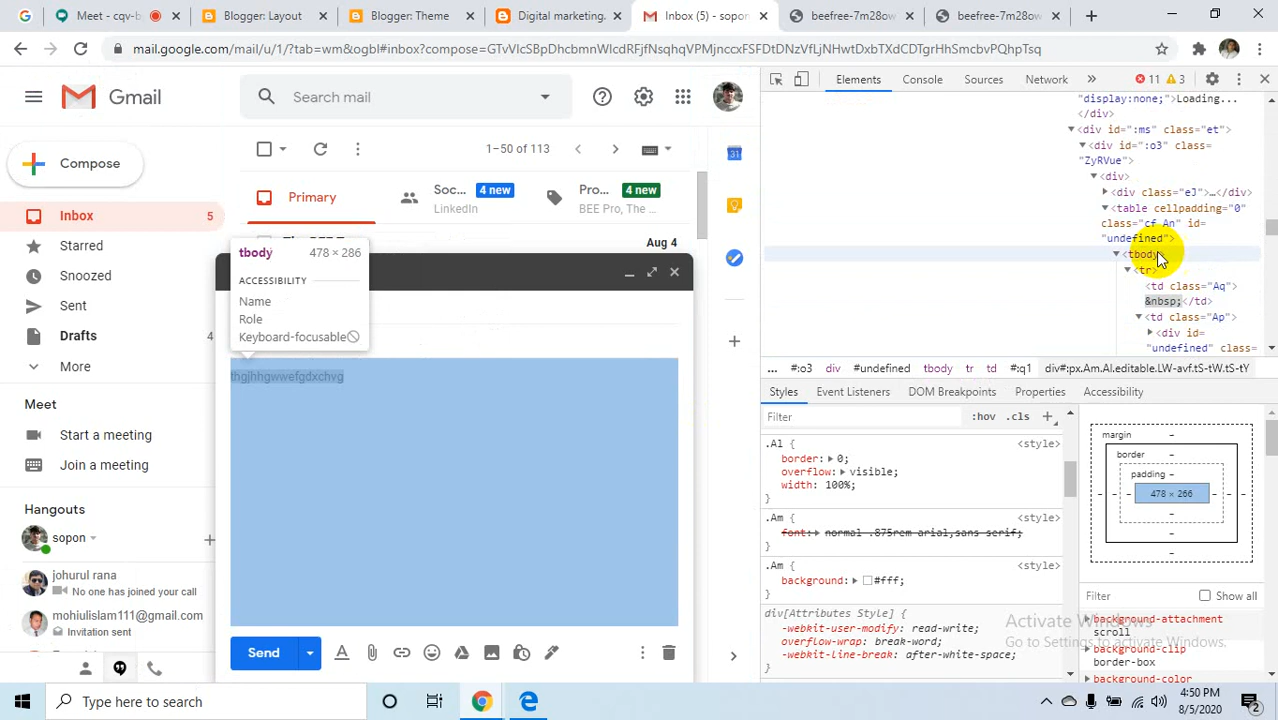 Meet - cqv-b
Blogger: Layout
Blogger: Theme
Digital marketing.
Inbox (5) - sopon
beefree-7m28ow
beefree-7m28ow
mail.google.com/mail/u/1/?tab=wm&ogbl#inbox?compose=GTvVlcSBpDhcbmnWlcdRFjfNsqhqVPMjnccxFSFDtDNzVfLjNHwtDxbTXdCDTgrHh5mcbvPQhpTsq
Gmail
Search mail
Compose
1–50 of 113
Inbox 5
Starred
Snoozed
Sent
Drafts 4
More
Primary
Soc... 4 new
LinkedIn
Pro... 4 new
BEE Pro, The ...
Aug 4
tbody 478 × 286
ACCESSIBILITY
Name
Role
Keyboard-focusable
thgjhhgwwefgdxchvg
Meet
Start a meeting
Join a meeting
Hangouts
sopon
johurul rana
No one has joined your call
mohiulislam111@gmail.com
Invitation sent
Send
31
Elements Console Sources Network » 11 3
"display:none;">Loading...
</div>
<div id=":ms" class="et">
<div id=":o3" class=
"ZyRVue">
<div>
<div class="eJ">…</div>
<table cellpadding="0"
class="cf An" id=
"undefined">
<tbody>
<tr>
<td class="Aq">
&nbsp;</td>
<td class="Ap">
<div id=
"undefined" class=
... #:o3 div #undefined tbody tr td #:q1 div#:px.Am.Al.editable.LW-avf.tS-tW.tS-tY
Styles Event Listeners DOM Breakpoints Properties Accessibility
Filter :hov .cls +
.Al { <style>
border: 0;
overflow: visible;
width: 100%;
}
.Am { <style>
font: normal .875rem arial,sans serif;
}
.Am { <style>
background: #fff;
}
div[Attributes Style] {
-webkit-user-modify: read-write;
overflow-wrap: break-word;
-webkit-line-break: after-white-space;
}
margin –
border –
padding –
478 × 266
Filter Show all
background-attachment
scroll
background-clip
border-box
background-color
Activate Windows
Go to Settings to activate Windows.
Type here to search
4:50 PM
8/5/2020
2